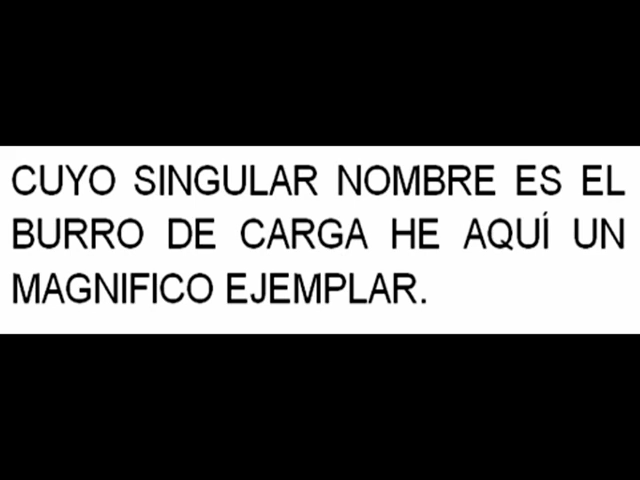 CUYO SINGULAR NOMBRE ES EL
BURRO DE CARGA HE AQUÍ UN
MAGNIFICO EJEMPLAR.